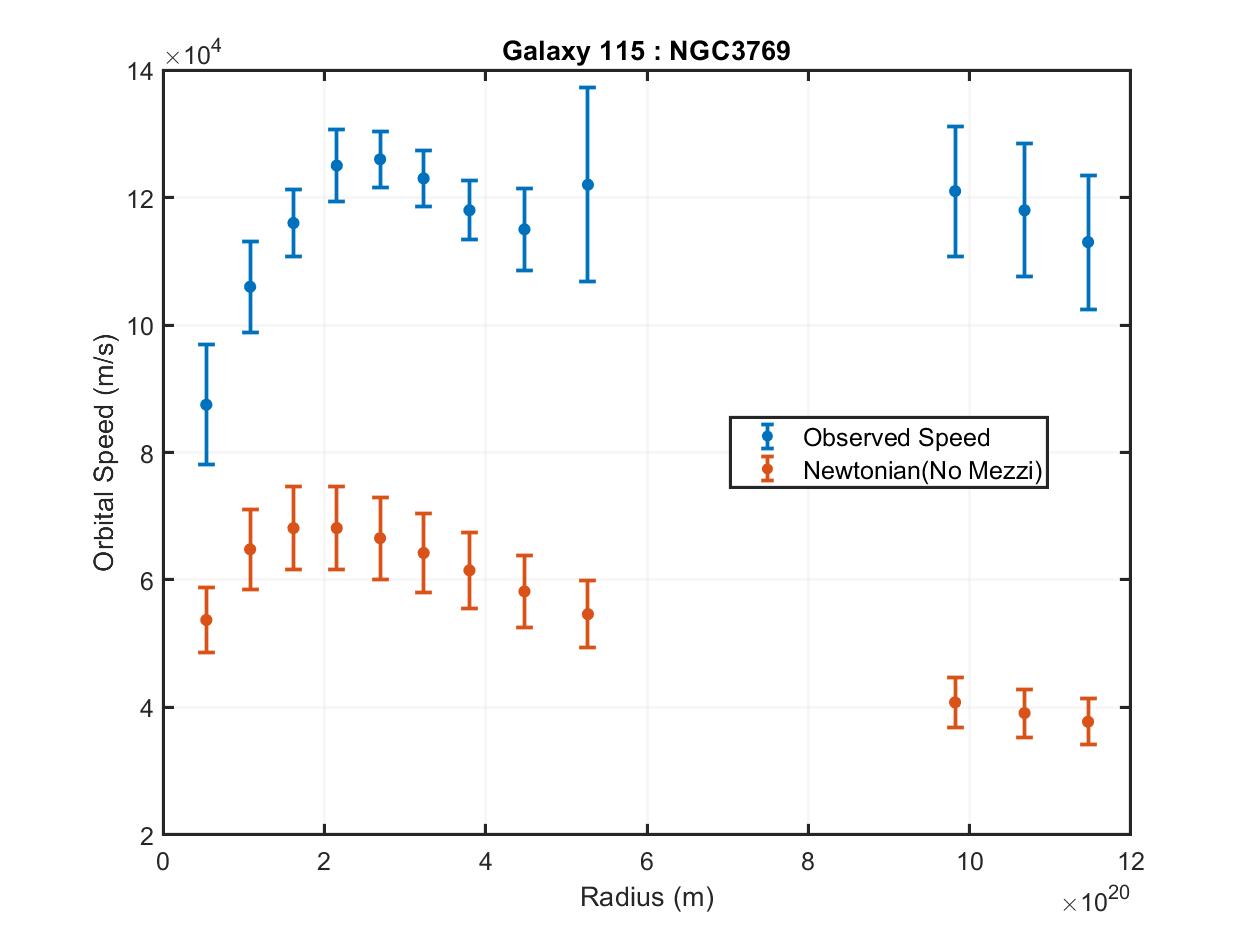 Galaxy 115 : NGC3769
×10^4
14
12
10
8
6
4
2
Orbital Speed (m/s)
Observed Speed
Newtonian(No Mezzi)
0 2 4 6 8 10 12
Radius (m)
×10^20